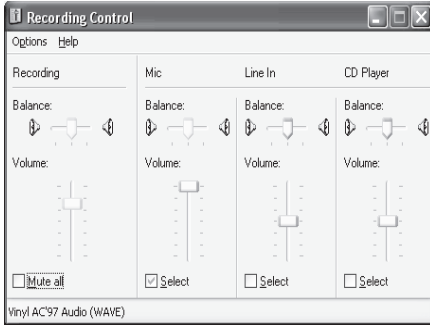 Recording Control
Options Help
Recording Mic Line In CD Player
Balance: Balance: Balance: Balance:
Volume: Volume: Volume: Volume:
Mute all Select Select Select
Vinyl AC'97 Audio (WAVE)